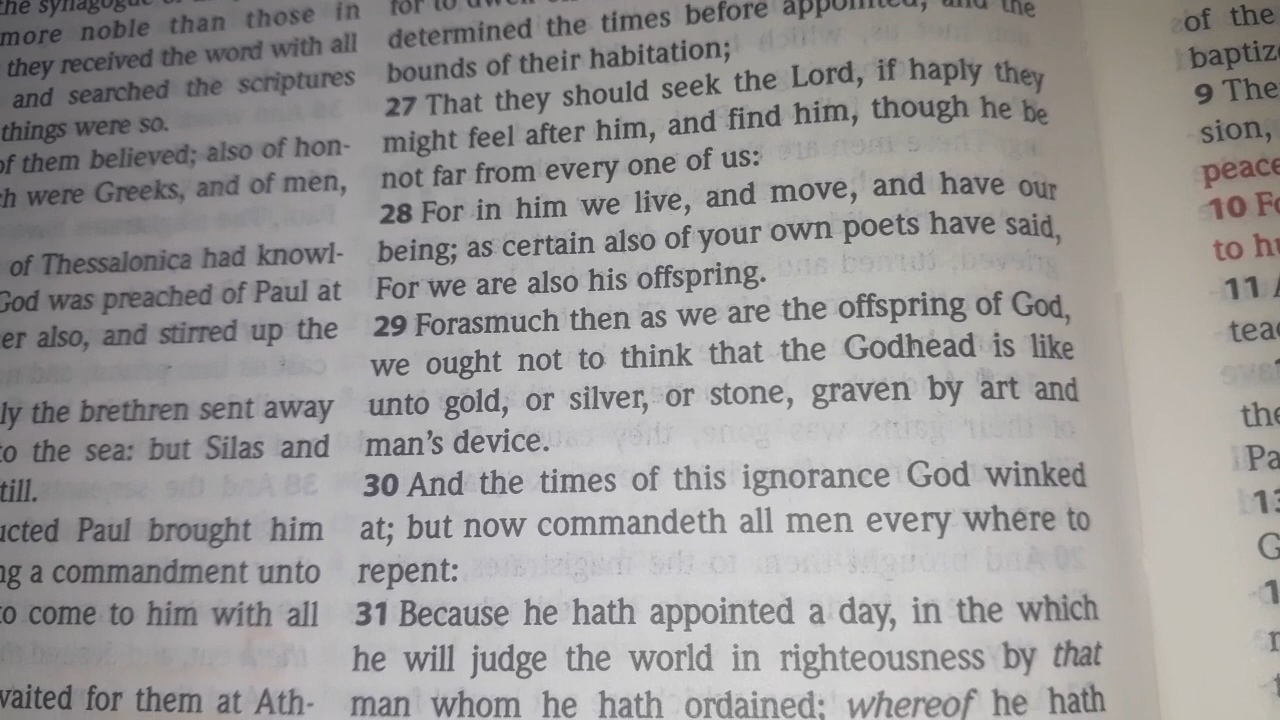 the synagogue
more noble than those in
they received the word with all
and searched the scriptures
things were so.
of them believed; also of hon-
were Greeks, and of men,
of Thessalonica had knowl-
God was preached of Paul at
also, and stirred up the
the brethren sent away
the sea: but Silas and
till.
Paul brought him
a commandment unto
come to him with all
for them at Ath-
for to
determined the times before appointed, and the
bounds of their habitation;
27 That they should seek the Lord, if haply they
might feel after him, and find him, though he be
not far from every one of us:
28 For in him we live, and move, and have our
being; as certain also of your own poets have said,
For we are also his offspring.
29 Forasmuch then as we are the offspring of God,
we ought not to think that the Godhead is like
unto gold, or silver, or stone, graven by art and
man's device.
30 And the times of this ignorance God winked
at; but now commandeth all men every where to
repent:
31 Because he hath appointed a day, in the which
he will judge the world in righteousness by that
man whom he hath ordained; whereof he hath
of the
9
sion,
10
to
11